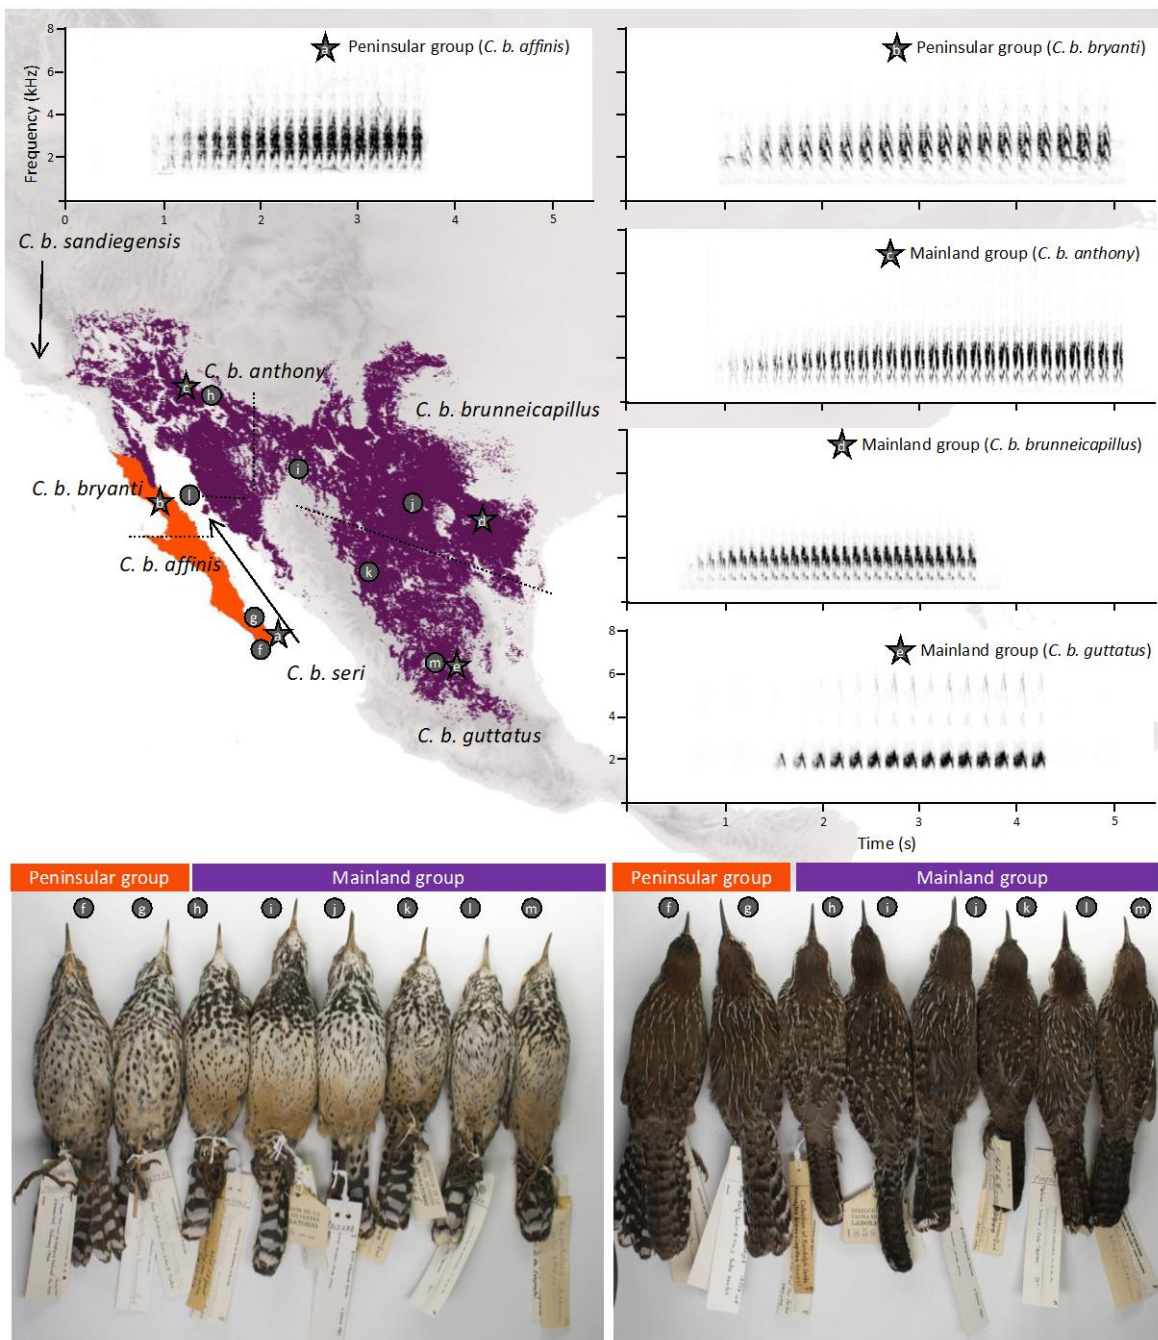 8
6
4
2
Frequency (kHz)
a Peninsular group (C. b. affinis)
0 1 2 3 4 5
b Peninsular group (C. b. bryanti)
c Mainland group (C. b. anthony)
d Mainland group (C. b. brunneicapillus)
e Mainland group (C. b. guttatus)
8
6
4
2
1 2 3 4 5
Time (s)
C. b. sandiegensis
C. b. anthony
c
h
C. b. brunneicapillus
i
C. b. bryanti
b
l
j
d
C. b. affinis
k
g
a
f
C. b. seri
m
e
C. b. guttatus
Peninsular group Mainland group
f g h i j k l m
Peninsular group Mainland group
f g h i j k l m